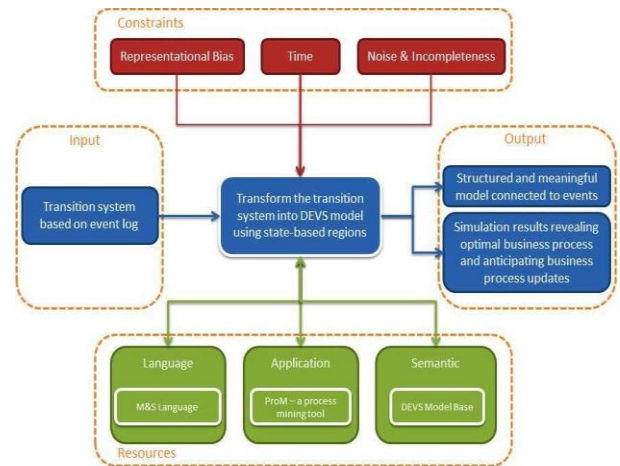 Constraints
Representational Bias
Time
Noise & Incompleteness
Input
Transition system
based on event log
Transform the transition
system into DEVS model
using state-based regions
Output
Structured and meaningful
model connected to events
Simulation results revealing
optimal business process
and anticipating business
process updates
Language
M&S Language
Application
ProM – a process
mining tool
Semantic
DEVS Model Base
Resources